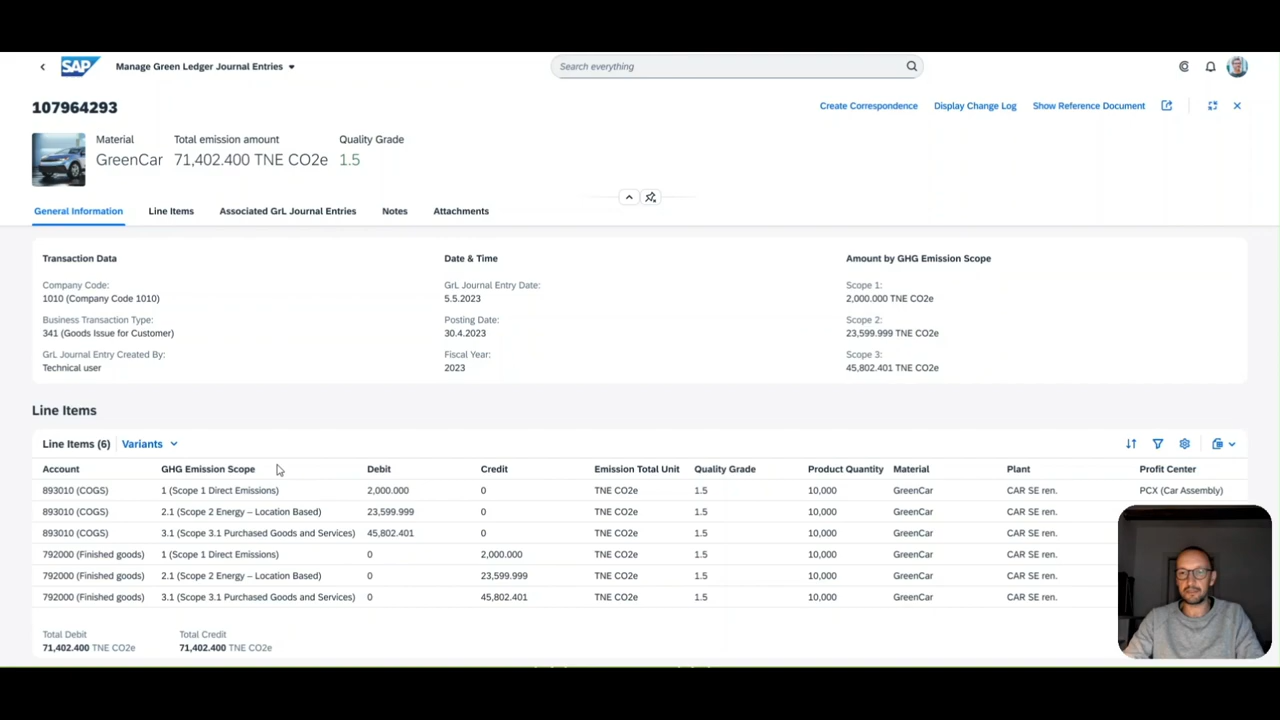 SAP Manage Green Ledger Journal Entries
Search everything
107964293
Create Correspondence Display Change Log Show Reference Document
Material Total emission amount Quality Grade
GreenCar 71,402.400 TNE CO2e 1.5
General Information Line Items Associated GrL Journal Entries Notes Attachments
Transaction Data Date & Time Amount by GHG Emission Scope
Company Code: GrL Journal Entry Date: Scope 1:
1010 (Company Code 1010) 5.5.2023 2,000.000 TNE CO2e
Business Transaction Type: Posting Date: Scope 2:
341 (Goods Issue for Customer) 30.4.2023 23,599.999 TNE CO2e
GrL Journal Entry Created By: Fiscal Year: Scope 3:
Technical user 2023 45,802.401 TNE CO2e
Line Items
Line Items (6) Variants
Account GHG Emission Scope Debit Credit Emission Total Unit Quality Grade Product Quantity Material Plant Profit Center
893010 (COGS) 1 (Scope 1 Direct Emissions) 2,000.000 0 TNE CO2e 1.5 10,000 GreenCar CAR SE ren. PCX (Car Assembly)
893010 (COGS) 2.1 (Scope 2 Energy – Location Based) 23,599.999 0 TNE CO2e 1.5 10,000 GreenCar CAR SE ren.
893010 (COGS) 3.1 (Scope 3.1 Purchased Goods and Services) 45,802.401 0 TNE CO2e 1.5 10,000 GreenCar CAR SE ren.
792000 (Finished goods) 1 (Scope 1 Direct Emissions) 0 2,000.000 TNE CO2e 1.5 10,000 GreenCar CAR SE ren.
792000 (Finished goods) 2.1 (Scope 2 Energy – Location Based) 0 23,599.999 TNE CO2e 1.5 10,000 GreenCar CAR SE ren.
792000 (Finished goods) 3.1 (Scope 3.1 Purchased Goods and Services) 0 45,802.401 TNE CO2e 1.5 10,000 GreenCar CAR SE ren.
Total Debit Total Credit
71,402.400 TNE CO2e 71,402.400 TNE CO2e